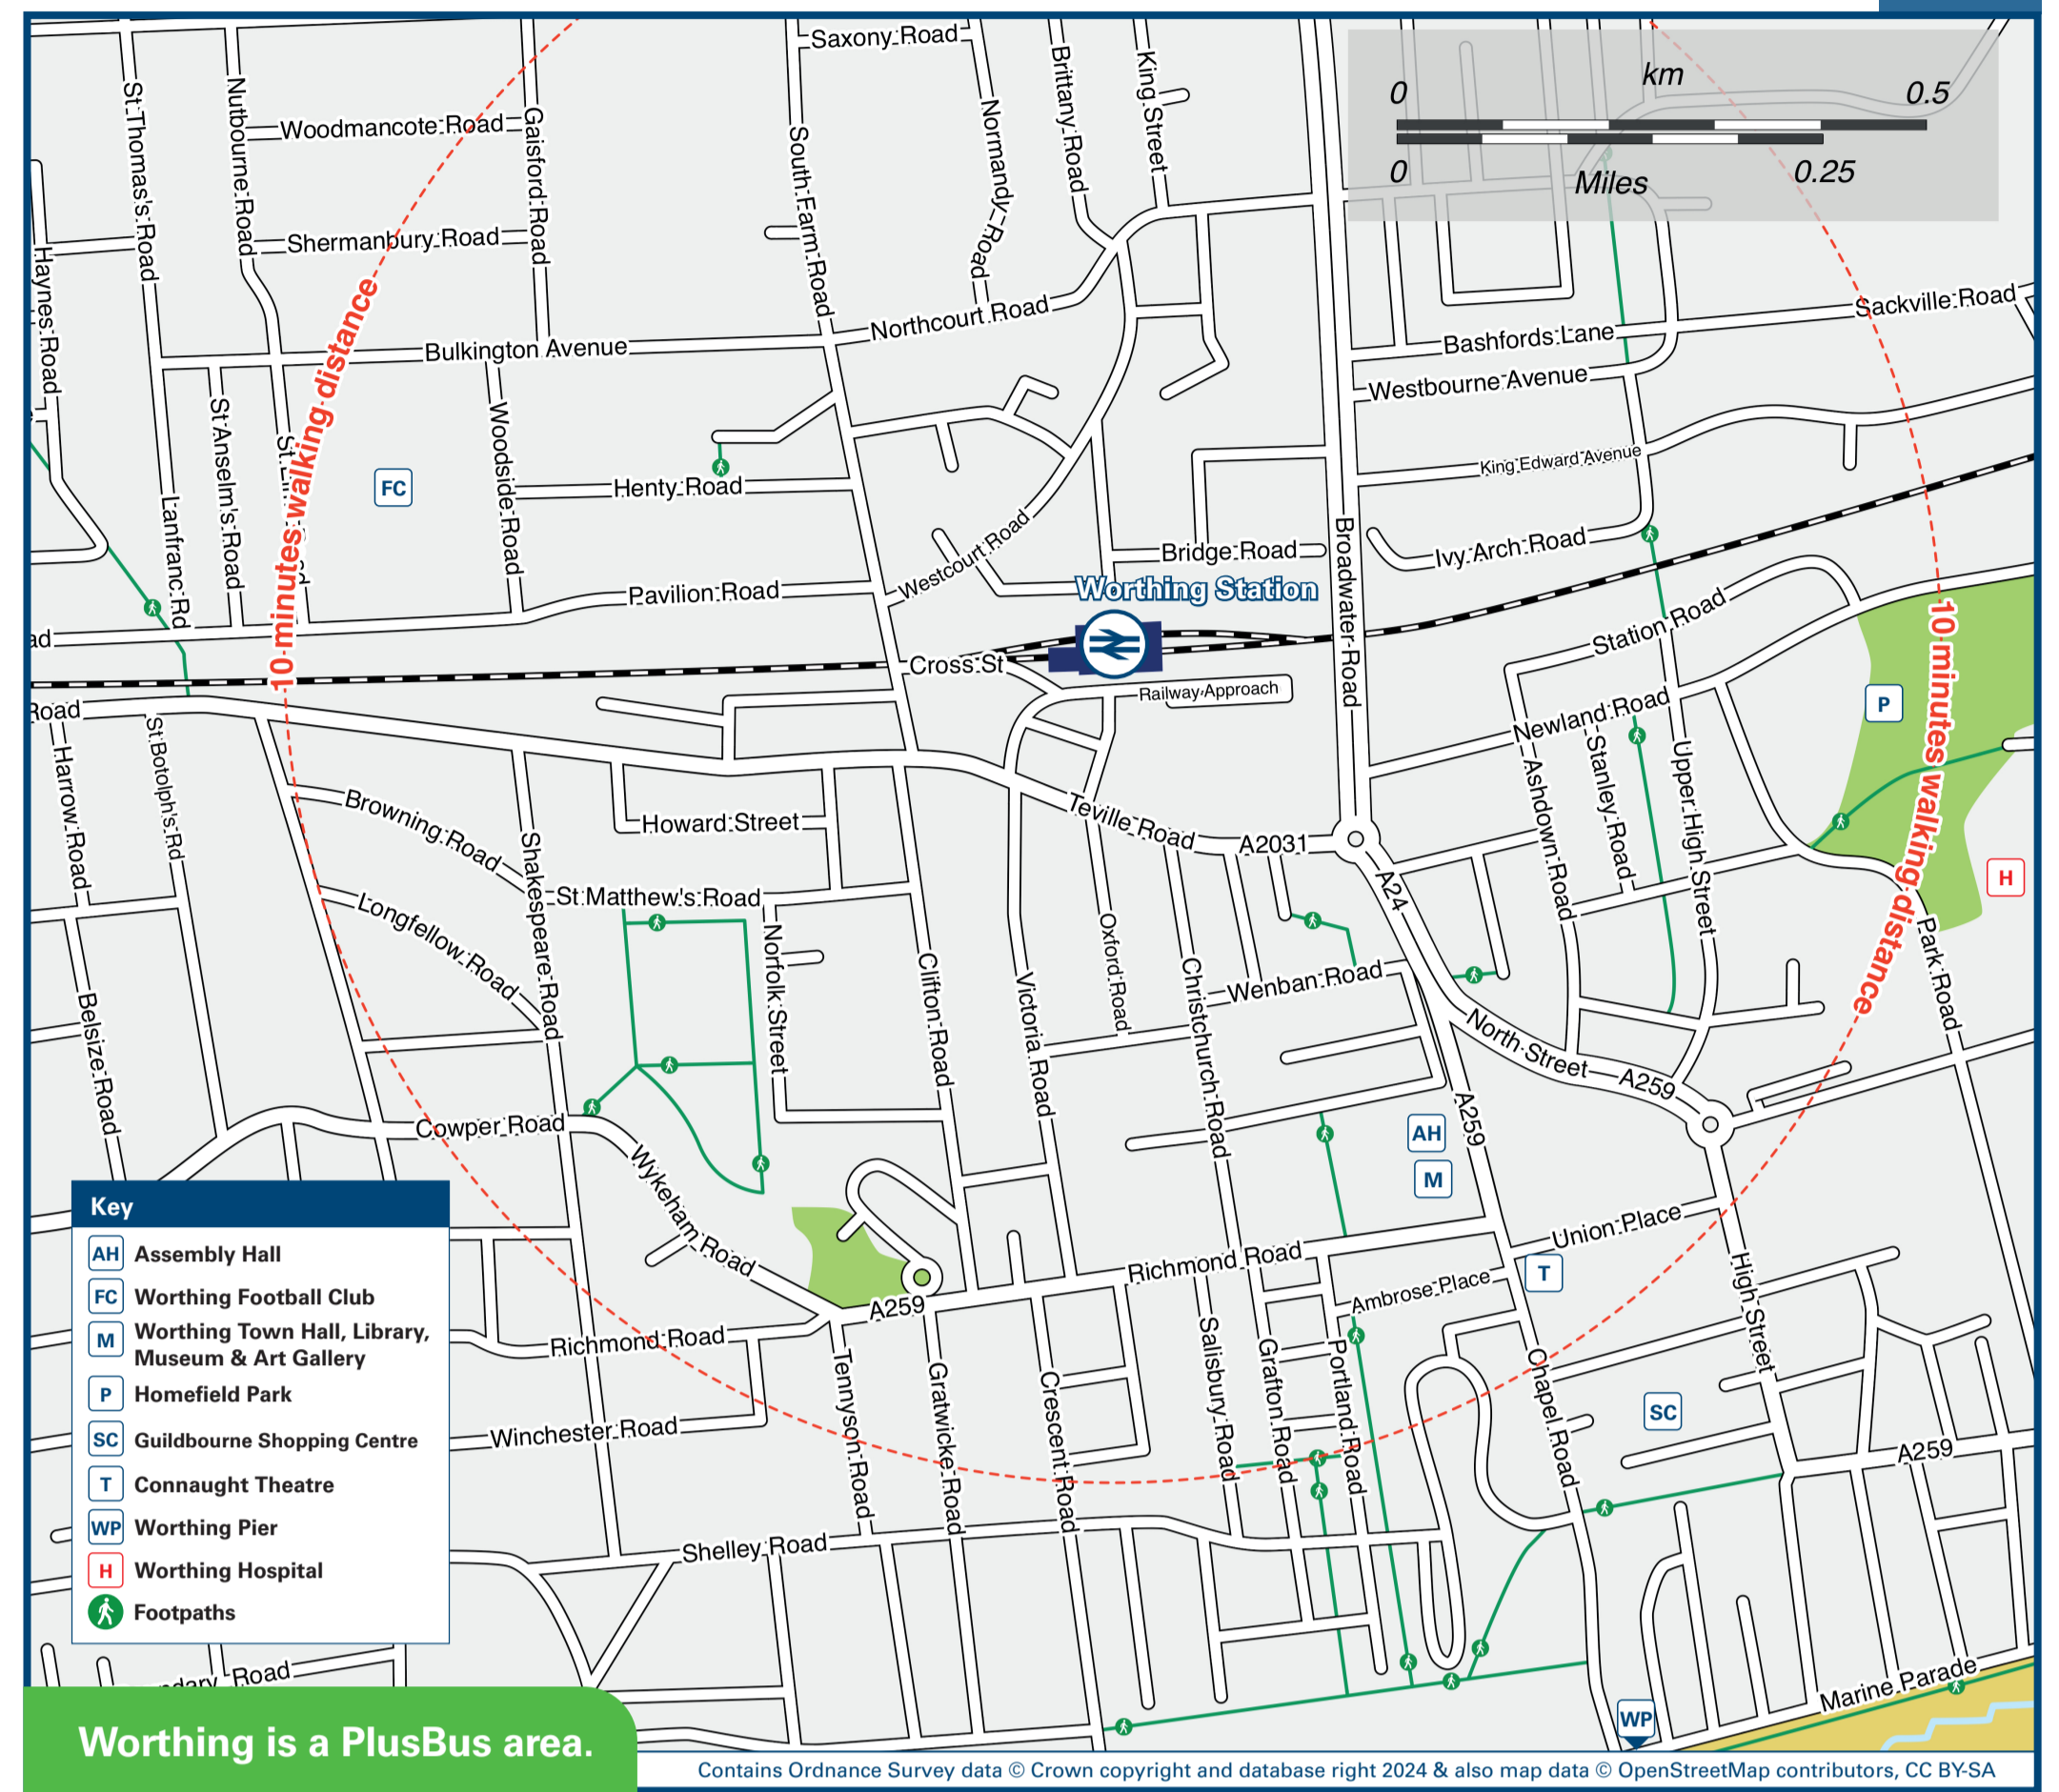 Saxony Road
km
0
0.5
0
Miles
0.25
St Thomas's Road
Nutbourne Road
Woodmancote Road
Gaisford Road
South Farm Road
Normandy Road
Brittany Road
King Street
Shermanbury Road
Haynes Road
10 minutes walking distance
Bulkington Avenue
Northcourt Road
Sackville Road
Bashfords Lane
Westbourne Avenue
King Edward Avenue
St Anselm's Road
Woodside Road
FC
Henty Road
Lanfranc Rd
Westcourt Road
Bridge Road
Broadwater Road
Ivy Arch Road
Pavilion Road
Worthing Station
ad
Cross St
Railway Approach
Station Road
Newland Road
P
10 minutes walking distance
Road
Harrow Road
St Botolph's Rd
Browning Road
Howard Street
Teville Road
A2031
A24
Ashdown Road
Stanley Road
Upper High Street
H
Shakespeare Road
St Matthew's Road
Longfellow Road
Norfolk Street
Clifton Road
Victoria Road
Oxford Road
Christchurch Road
Wenban Road
Park Road
Belsize Road
North Street
A259
Cowper Road
Wykeham Road
A259
AH
M
Union Place
Richmond Road
T
Ambrose Place
A259
Richmond Road
High Street
Tennyson Road
Gratwicke Road
Crescent Road
Salisbury Road
Grafton Road
Portland Road
Chapel Road
SC
A259
Winchester Road
Shelley Road
Marine Parade
WP
Key
AH Assembly Hall
FC Worthing Football Club
M Worthing Town Hall, Library,
Museum & Art Gallery
P Homefield Park
SC Guildbourne Shopping Centre
T Connaught Theatre
WP Worthing Pier
H Worthing Hospital
Footpaths
ndary Road
Worthing is a PlusBus area.
Contains Ordnance Survey data © Crown copyright and database right 2024 & also map data © OpenStreetMap contributors, CC BY-SA